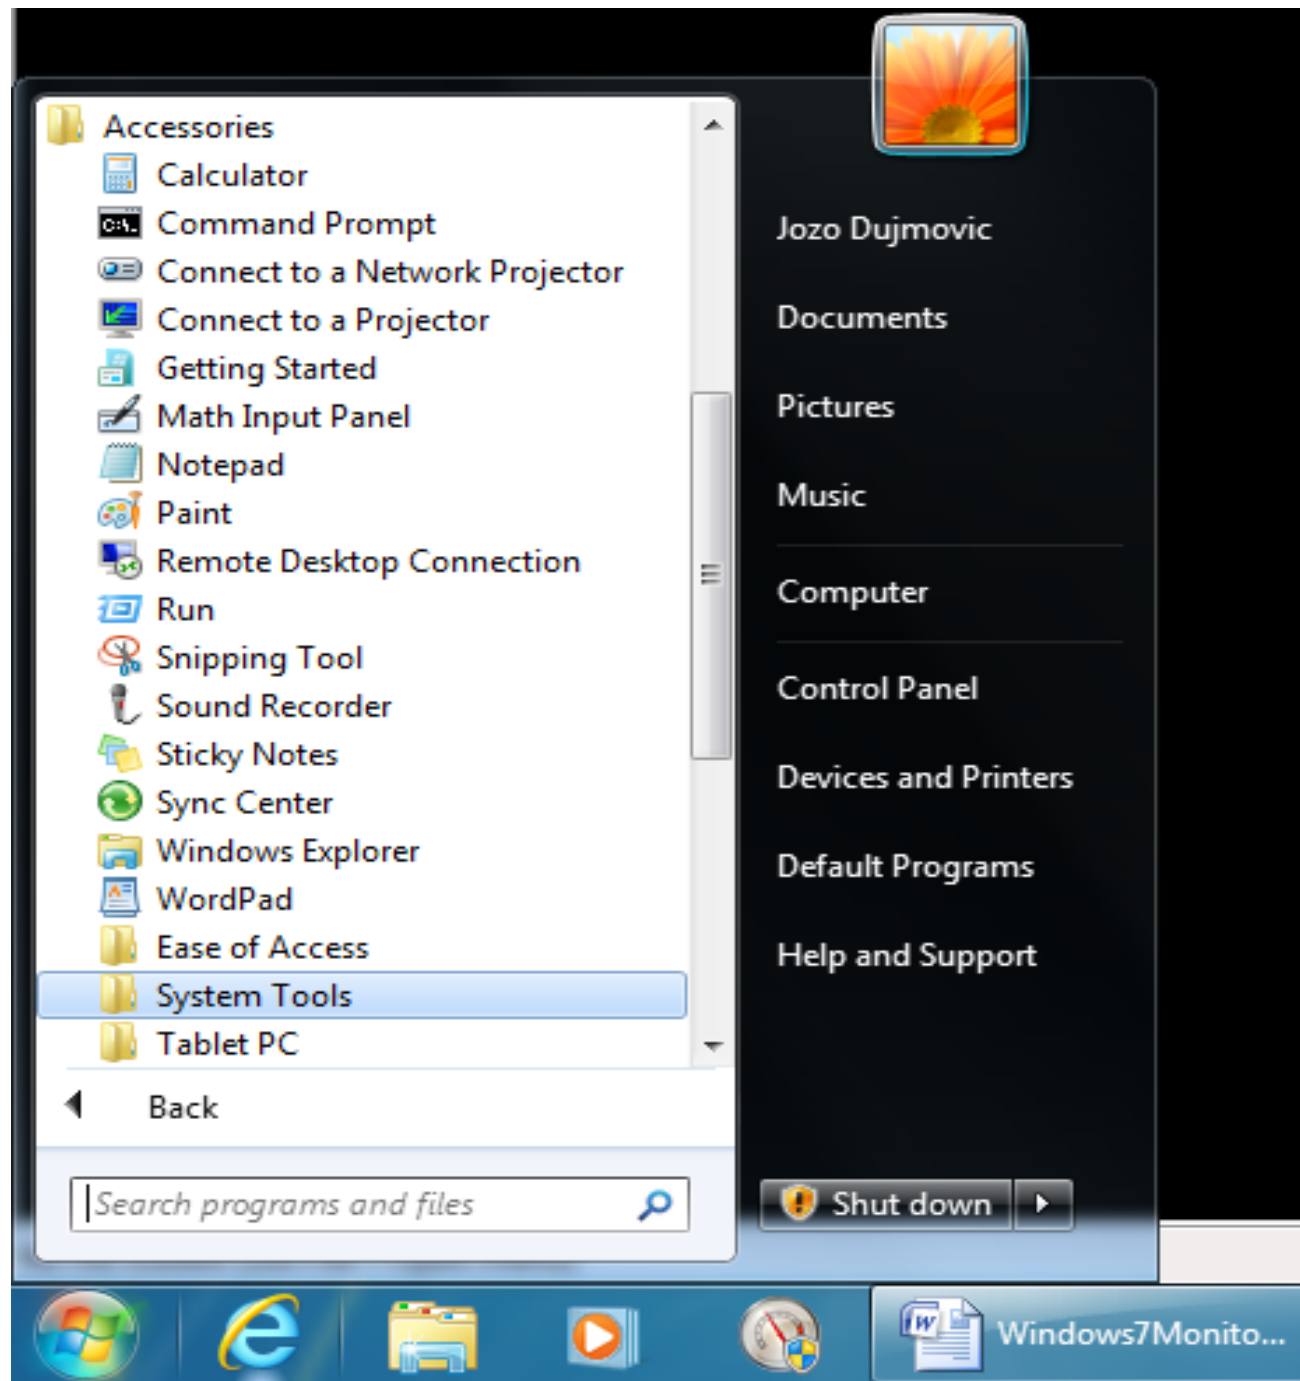 Accessories
Calculator
Command Prompt
Connect to a Network Projector
Connect to a Projector
Getting Started
Math Input Panel
Notepad
Paint
Remote Desktop Connection
Run
Snipping Tool
Sound Recorder
Sticky Notes
Sync Center
Windows Explorer
WordPad
Ease of Access
System Tools
Tablet PC
Back
Search programs and files
Jozo Dujmovic
Documents
Pictures
Music
Computer
Control Panel
Devices and Printers
Default Programs
Help and Support
Shut down
Windows7Monito...